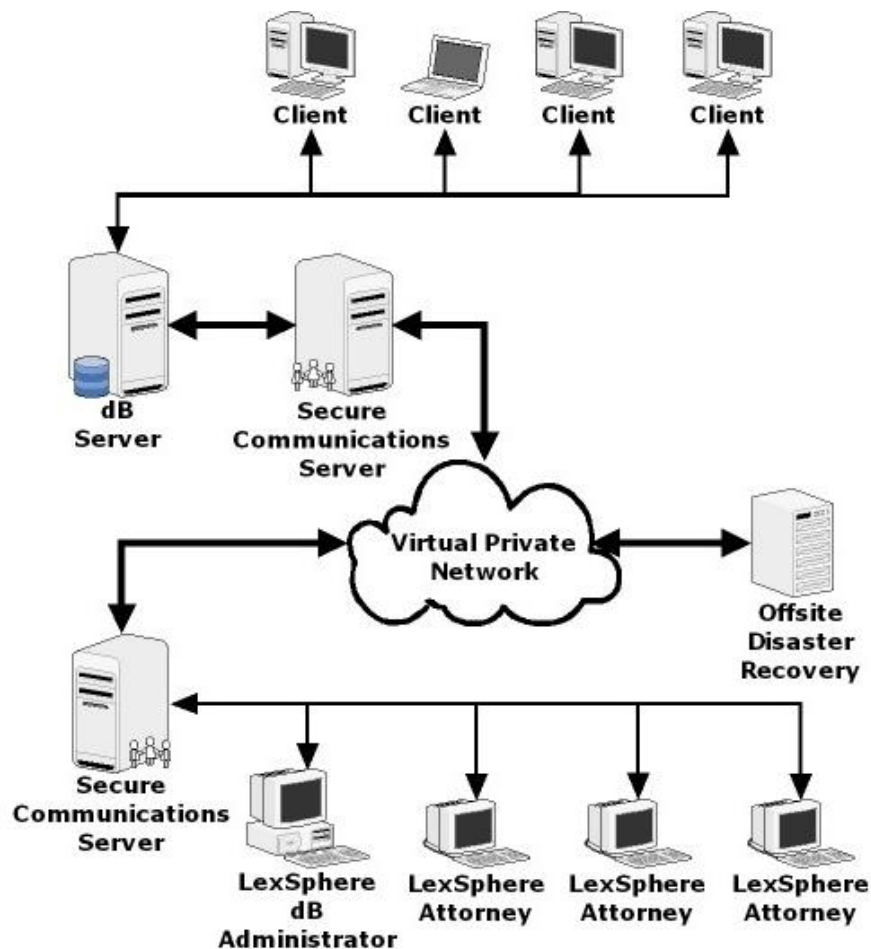 Client
Client
Client
Client
dB
Server
Secure
Communications
Server
Virtual Private
Network
Offsite
Disaster
Recovery
Secure
Communications
Server
LexSphere
dB
Administrator
LexSphere
Attorney
LexSphere
Attorney
LexSphere
Attorney